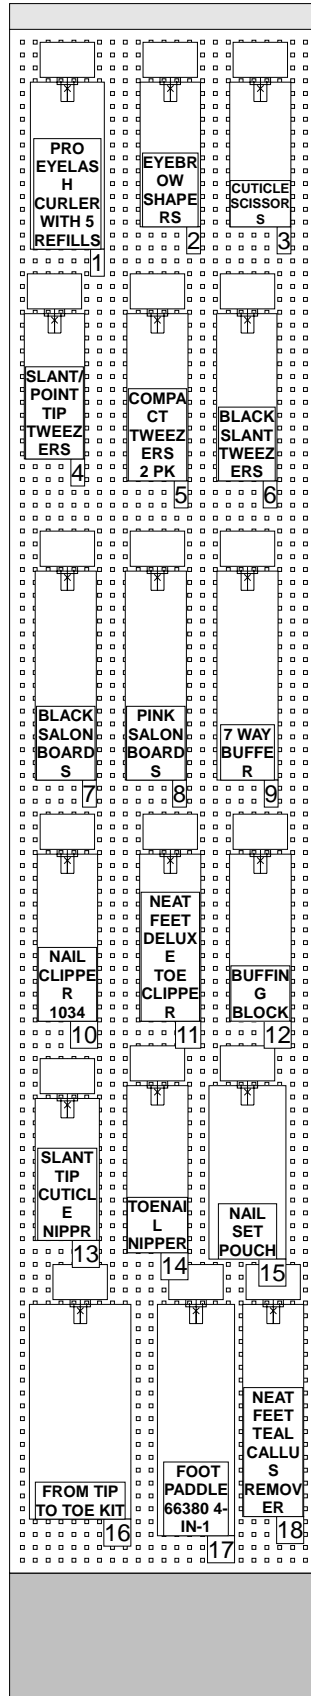 PRO
EYELAS
H
CURLER
WITH 5
REFILLS
1
EYEBR
OW
SHAPE
RS
2
CUTICLE
SCISSOR
S
3
SLANT/
POINT
TIP
TWEEZ
ERS
4
COMPA
CT
TWEEZ
ERS
2 PK
5
BLACK
SLANT
TWEEZ
ERS
6
BLACK
SALON
BOARD
S
7
PINK
SALON
BOARD
S
8
7 WAY
BUFFE
R
9
NAIL
CLIPPE
R
1034
10
NEAT
FEET
DELUX
E
TOE
CLIPPE
R
11
BUFFIN
G
BLOCK
12
SLANT
TIP
CUTICL
E
NIPPR
13
TOENAI
L
NIPPER
14
NAIL
SET
POUCH
15
FROM TIP
TO TOE KIT
16
FOOT
PADDLE
66380 4-
IN-1
17
NEAT
FEET
TEAL
CALLU
S
REMOV
ER
18